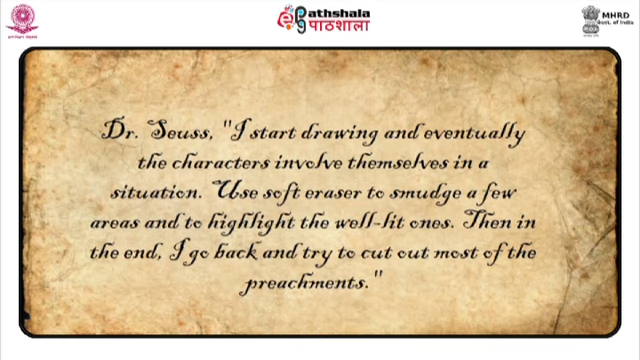 Pathshala
पाठशाला
MHRD
Govt. of India
Dr. Seuss, "I start drawing and eventually
the characters involve themselves in a
situation. Use soft eraser to smudge a few
areas and to highlight the well-lit ones. Then in
the end, I go back and try to cut out most of the
preachments."